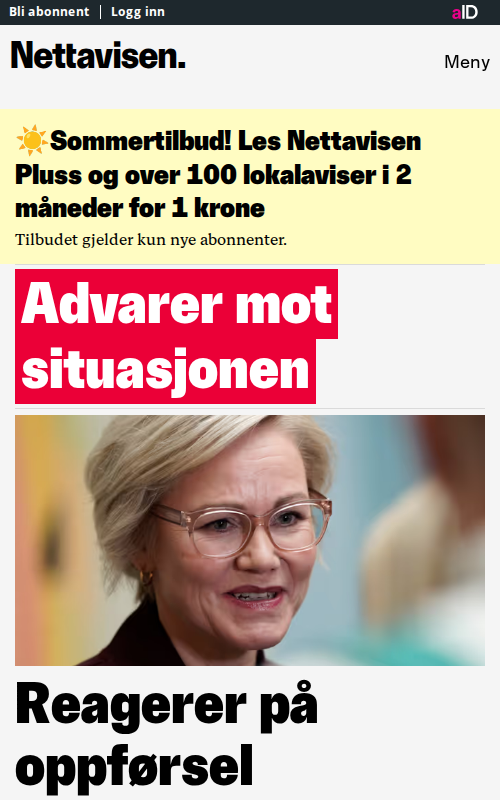 Bli abonnent
Logg inn
aID
Nettavisen.
Meny
Sommertilbud! Les Nettavisen
Pluss og over 100 lokalaviser i 2
måneder for 1 krone
Tilbudet gjelder kun nye abonnenter.
Advarer mot
situasjonen
Reagerer på
oppførsel